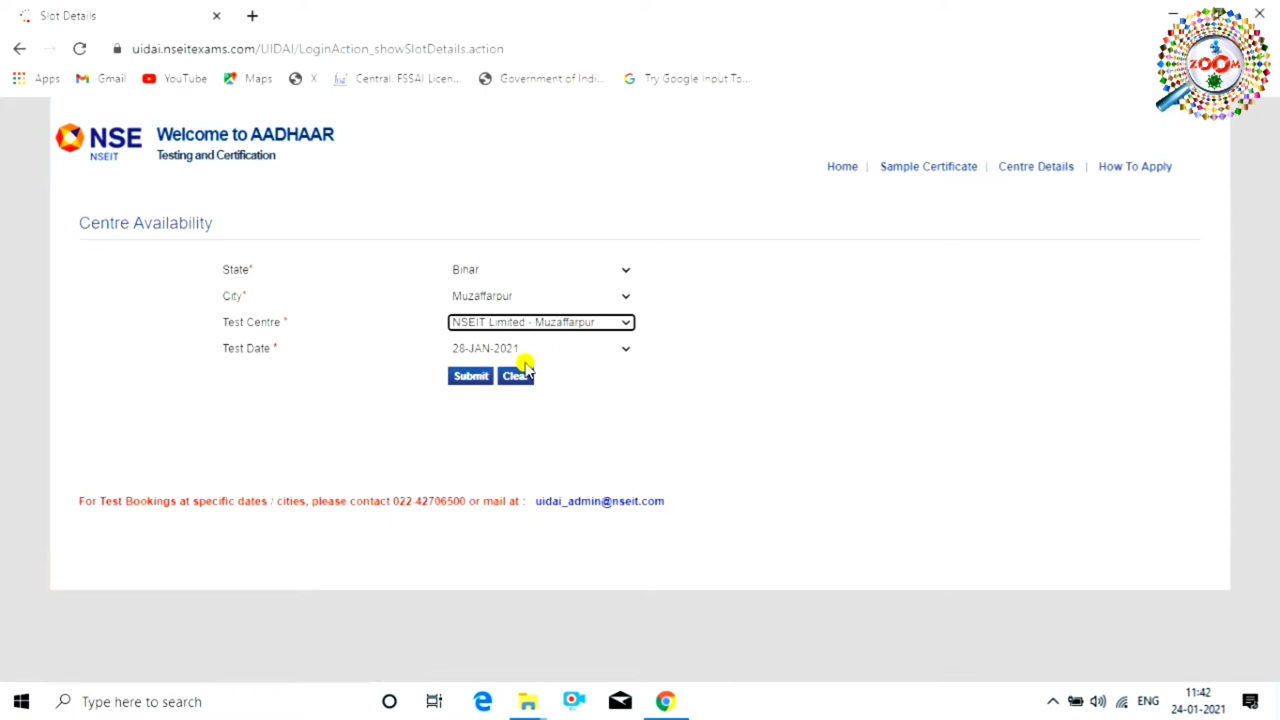 Slot Details
uidai.nseitexams.com/UIDAI/LoginAction_showSlotDetails.action
Apps Gmail YouTube Maps X Central. FSSAI Licen... Government of Indi... Try Google Input To...
ZOOM
NSE
NSEIT
Welcome to AADHAAR
Testing and Certification
Home | Sample Certificate | Centre Details | How To Apply
Centre Availability
State* Bihar
City* Muzaffarpur
Test Centre * NSEIT Limited - Muzaffarpur
Test Date * 28-JAN-2021
Submit Clear
For Test Bookings at specific dates / cities, please contact 022-42706500 or mail at : uidai_admin@nseit.com
Type here to search
ENG
11:42
24-01-2021